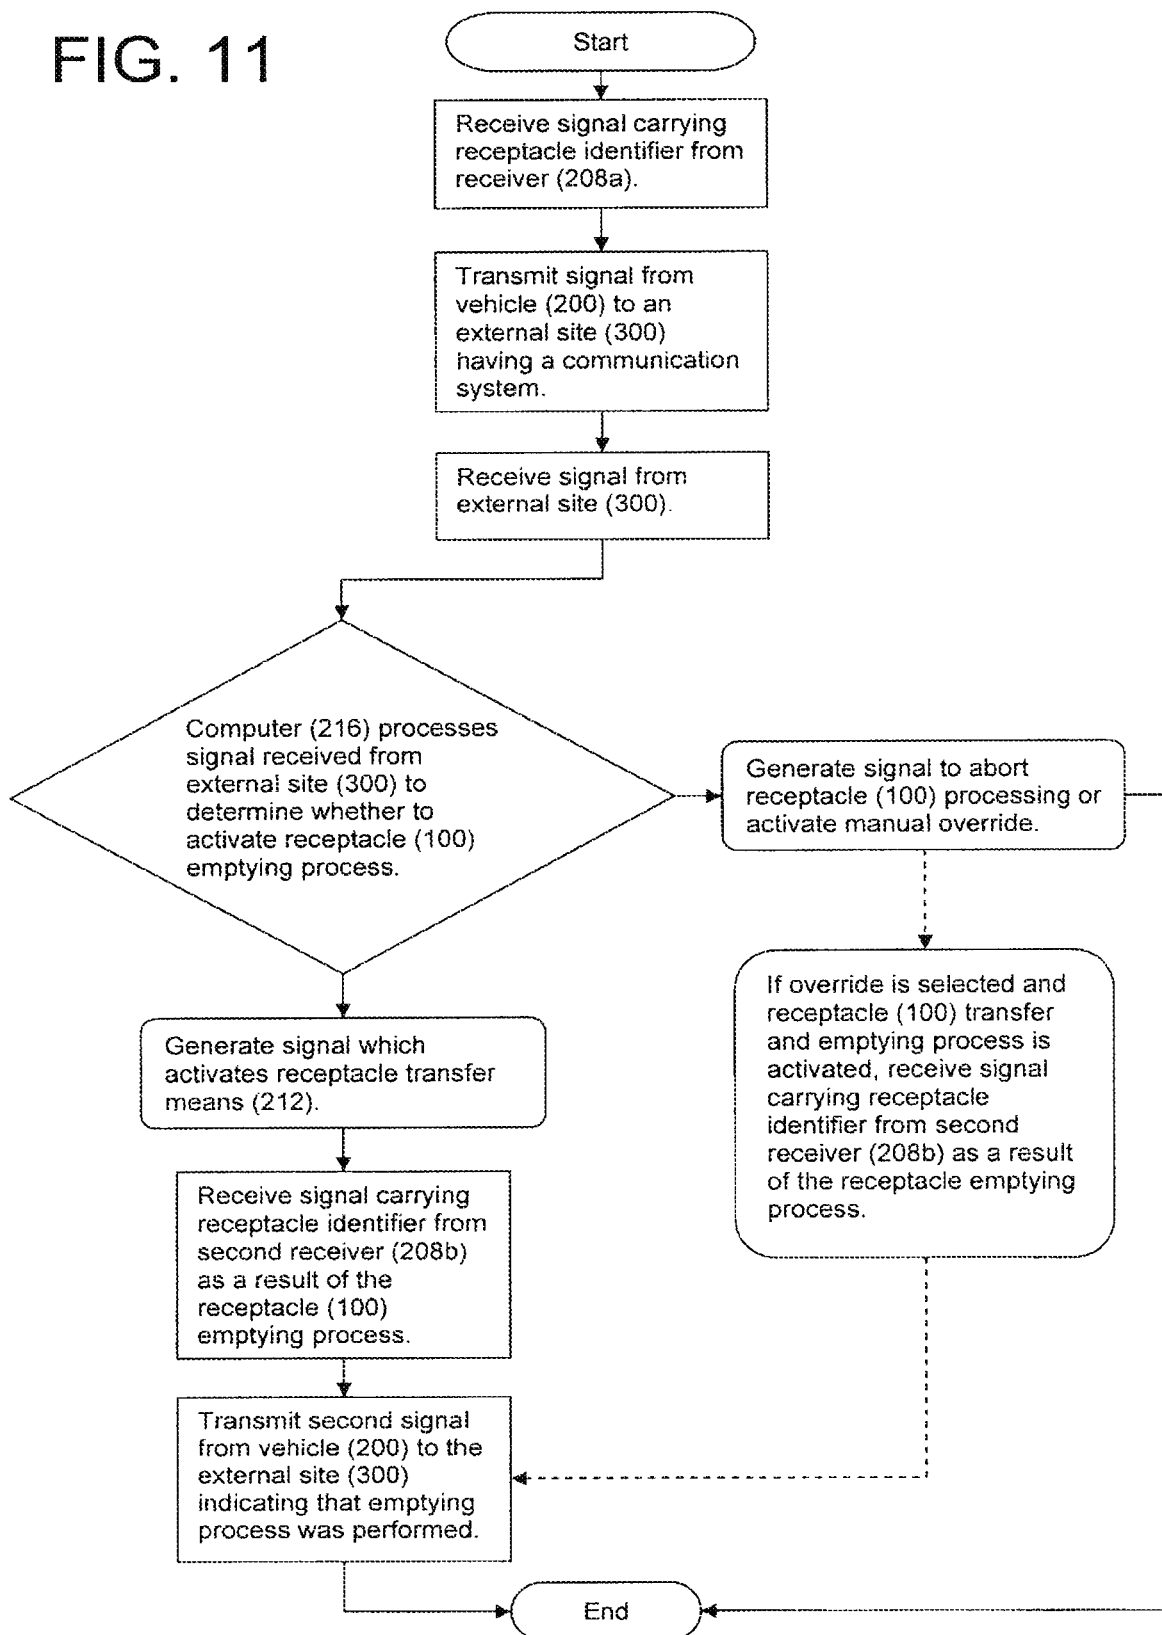 FIG. 11
Start
Receive signal carrying
receptacle identifier from
receiver (208a).
Transmit signal from
vehicle (200) to an
external site (300)
having a communication
system.
Receive signal from
external site (300).
Computer (216) processes
signal received from
external site (300) to
determine whether to
activate receptacle (100)
emptying process.
Generate signal to abort
receptacle (100) processing or
activate manual override.
If override is selected and
receptacle (100) transfer
and emptying process is
activated, receive signal
carrying receptacle
identifier from second
receiver (208b) as a result
of the receptacle emptying
process.
Generate signal which
activates receptacle transfer
means (212).
Receive signal carrying
receptacle identifier from
second receiver (208b)
as a result of the
receptacle (100)
emptying process.
Transmit second signal
from vehicle (200) to the
external site (300)
indicating that emptying
process was performed.
End